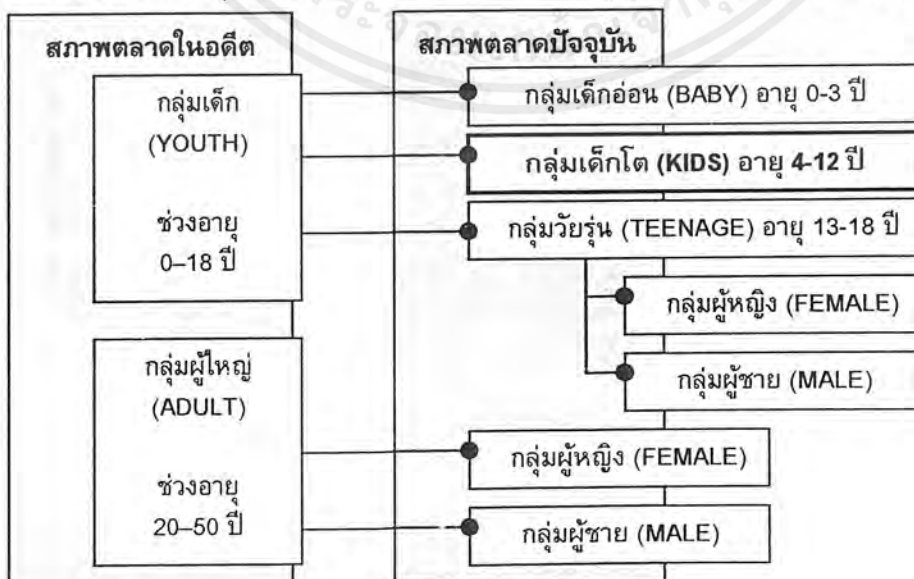 สภาพตลาดในอดีต
กลุ่มเด็ก
(YOUTH)
ช่วงอายุ
0–18 ปี
กลุ่มผู้ใหญ่
(ADULT)
ช่วงอายุ
20–50 ปี
สภาพตลาดปัจจุบัน
กลุ่มเด็กอ่อน (BABY) อายุ 0-3 ปี
กลุ่มเด็กโต (KIDS) อายุ 4-12 ปี
กลุ่มวัยรุ่น (TEENAGE) อายุ 13-18 ปี
กลุ่มผู้หญิง (FEMALE)
กลุ่มผู้ชาย (MALE)
กลุ่มผู้หญิง (FEMALE)
กลุ่มผู้ชาย (MALE)